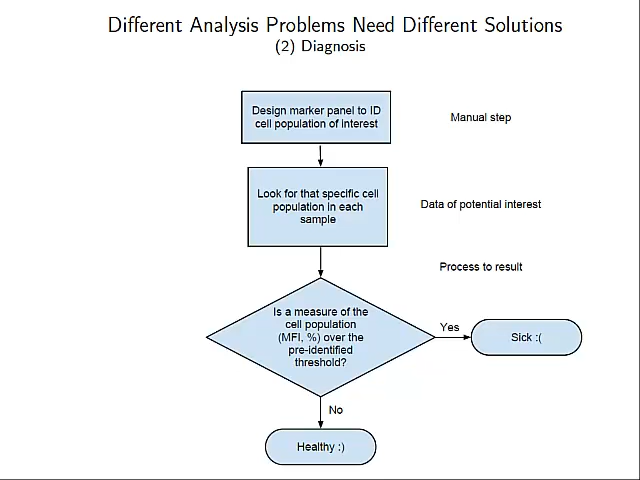 Different Analysis Problems Need Different Solutions
(2) Diagnosis
Design marker panel to ID
cell population of interest
Manual step
Look for that specific cell
population in each
sample
Data of potential interest
Process to result
Is a measure of the
cell population
(MFI, %) over the
pre-identified
threshold?
Yes
Sick :(
No
Healthy :)